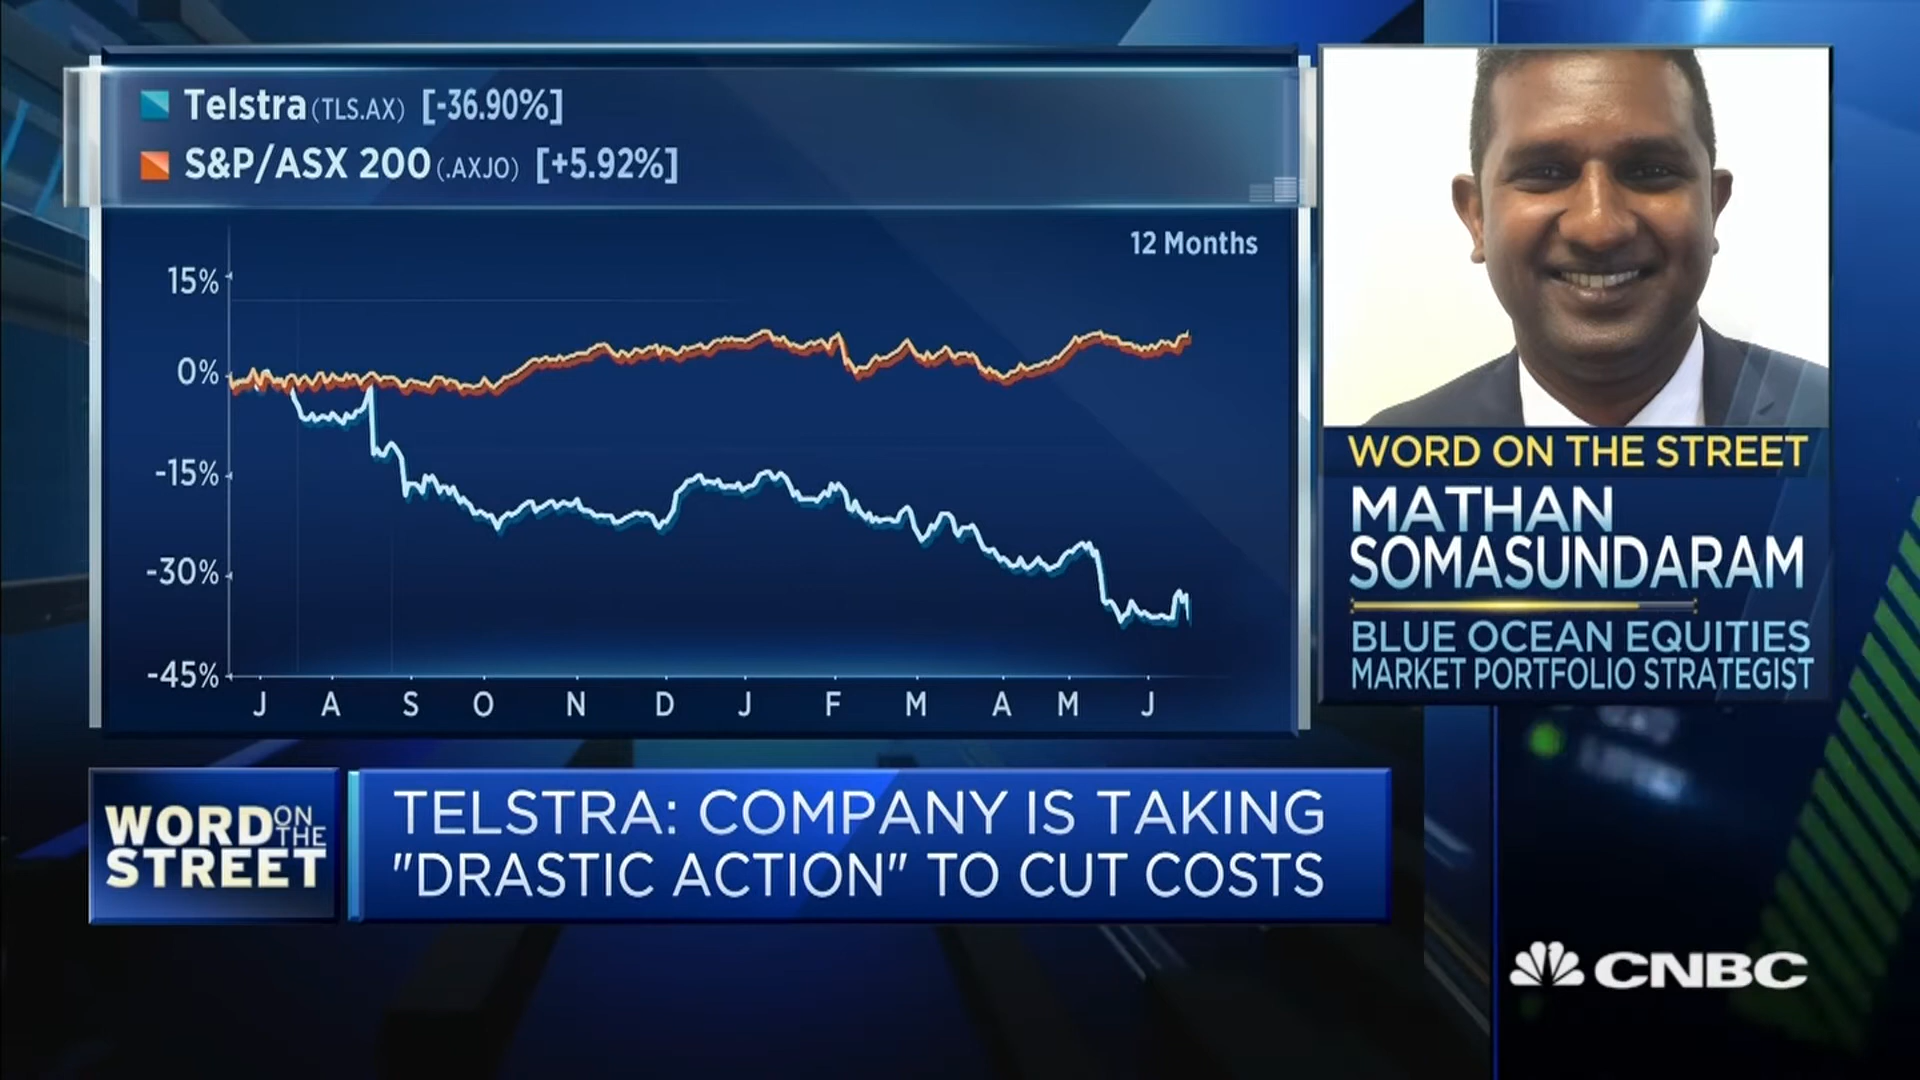 Telstra (TLS.AX) [-36.90%]
S&P/ASX 200 (.AXJO) [+5.92%]
12 Months
15%
0%
-15%
-30%
-45%
J A S O N D J F M A M J
WORD ON THE STREET
MATHAN
SOMASUNDARAM
BLUE OCEAN EQUITIES
MARKET PORTFOLIO STRATEGIST
WORD ON THE STREET
TELSTRA: COMPANY IS TAKING
"DRASTIC ACTION" TO CUT COSTS
CNBC